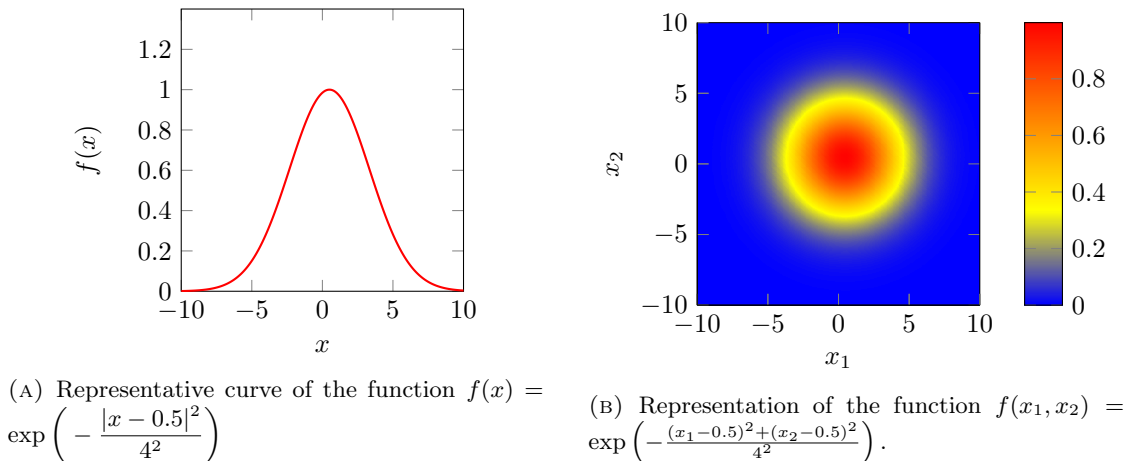 1.2
1
0.8
0.6
0.4
0.2
0
f(x)
−10 −5 0 5 10
x
(A) Representative curve of the function f(x) =
exp ( − |x − 0.5|² / 4² )
10
5
0
−5
−10
x₂
−10 −5 0 5 10
x₁
0.8
0.6
0.4
0.2
0
(B) Representation of the function f(x₁, x₂) =
exp ( − (x₁−0.5)²+(x₂−0.5)² / 4² ) .